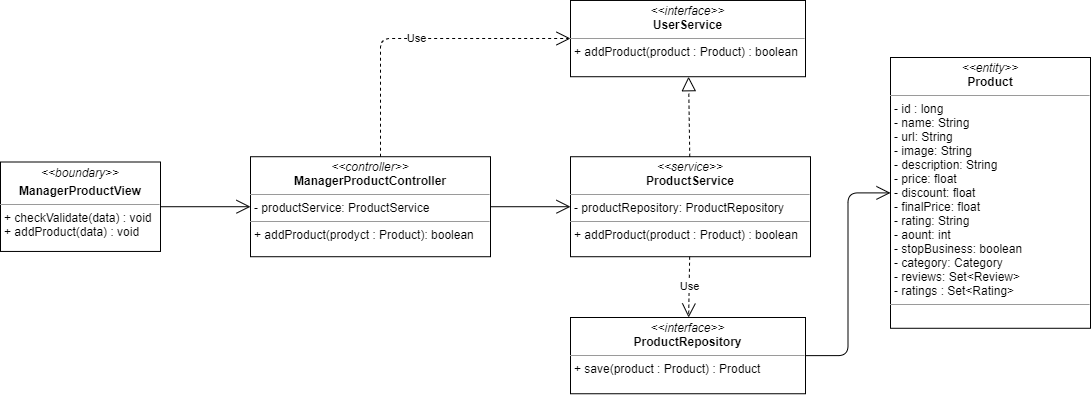 <<interface>>
UserService
+ addProduct(product : Product) : boolean
Use
<<entity>>
Product
- id : long
- name: String
- url: String
- image: String
- description: String
- price: float
- discount: float
- finalPrice: float
- rating: String
- aount: int
- stopBusiness: boolean
- category: Category
- reviews: Set<Review>
- ratings : Set<Rating>
<<boundary>>
ManagerProductView
+ checkValidate(data) : void
+ addProduct(data) : void
<<controller>>
ManagerProductController
- productService: ProductService
+ addProduct(prodyct : Product): boolean
<<service>>
ProductService
- productRepository: ProductRepository
+ addProduct(product : Product) : boolean
Use
<<interface>>
ProductRepository
+ save(product : Product) : Product